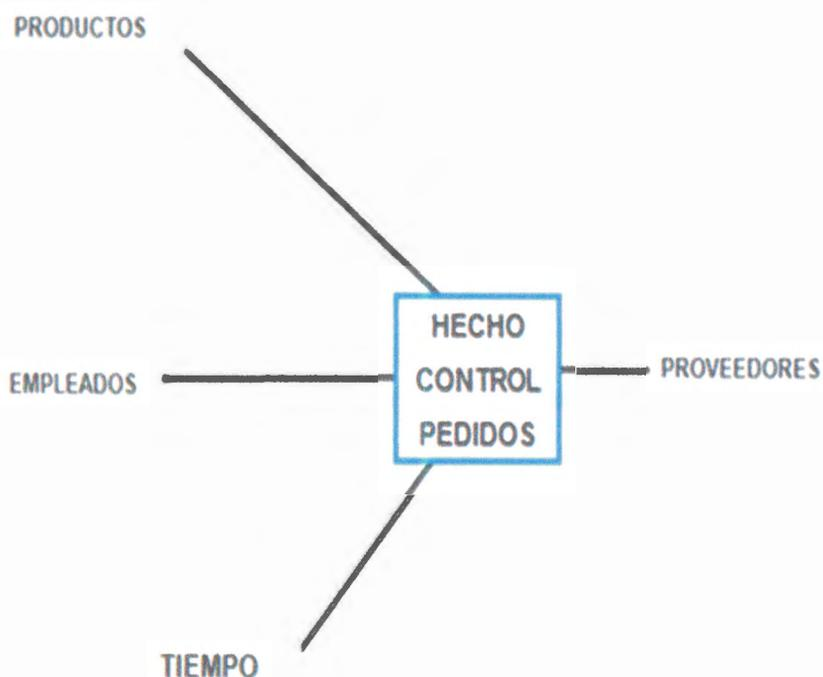 PRODUCTOS
HECHO
CONTROL
PEDIDOS
EMPLEADOS
PROVEEDORES
TIEMPO